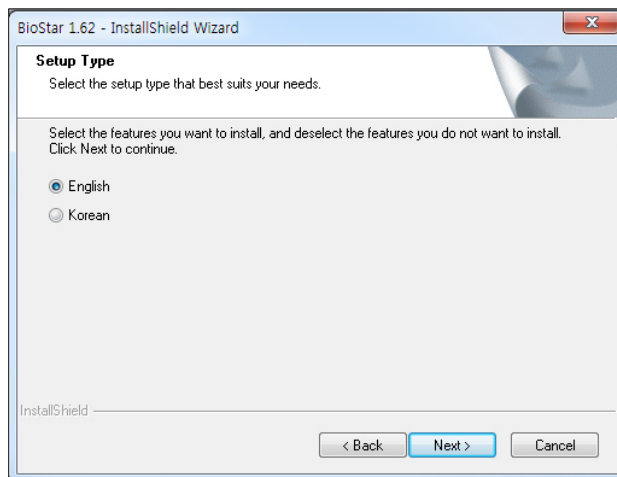 BioStar 1.62 - InstallShield Wizard
Setup Type
Select the setup type that best suits your needs.
Select the features you want to install, and deselect the features you do not want to install.
Click Next to continue.
English
Korean
InstallShield
< Back Next > Cancel